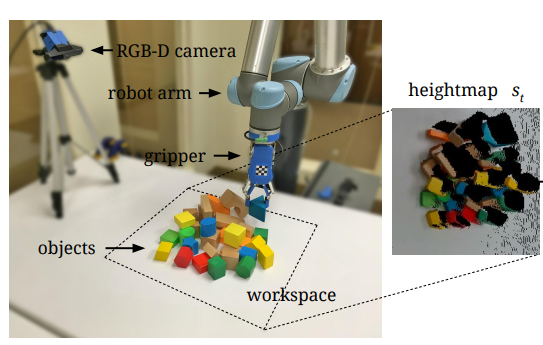 RGB-D camera
robot arm
heightmap s_t
gripper
objects
workspace